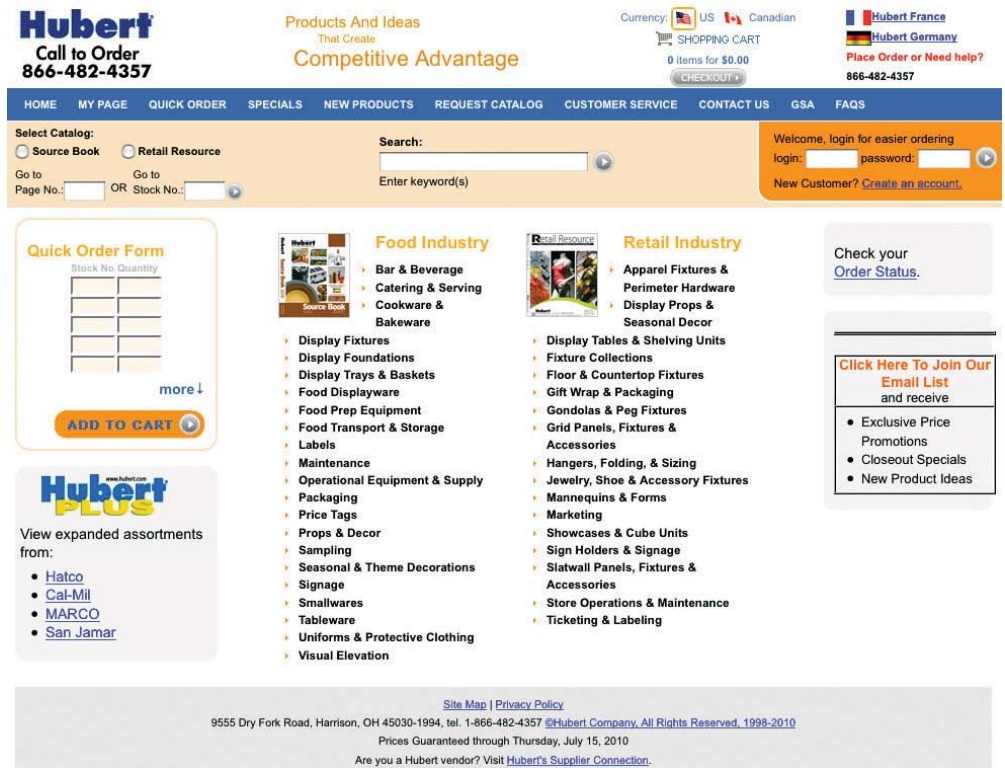 Hubert
Call to Order
866-482-4357
Products And Ideas
That Create
Competitive Advantage
Currency: US Canadian
SHOPPING CART
0 items for $0.00
CHECKOUT
Hubert France
Hubert Germany
Place Order or Need help?
866-482-4357
HOME MY PAGE QUICK ORDER SPECIALS NEW PRODUCTS REQUEST CATALOG CUSTOMER SERVICE CONTACT US GSA FAQS
Select Catalog:
Source Book Retail Resource
Go to Go to
Page No.: OR Stock No.:
Search:
Enter keyword(s)
Welcome, login for easier ordering
login: password:
New Customer? Create an account.
Quick Order Form
Stock No Quantity
more↓
ADD TO CART
www.hubert.com
Hubert
PLUS
View expanded assortments
from:
• Hatco
• Cal-Mil
• MARCO
• San Jamar
Hubert
Hubert Source Book
Source Book
Food Industry
Bar & Beverage
Catering & Serving
Cookware &
Bakeware
Display Fixtures
Display Foundations
Display Trays & Baskets
Food Displayware
Food Prep Equipment
Food Transport & Storage
Labels
Maintenance
Operational Equipment & Supply
Packaging
Price Tags
Props & Decor
Sampling
Seasonal & Theme Decorations
Signage
Smallwares
Tableware
Uniforms & Protective Clothing
Visual Elevation
Retail Resource
Hubert
Retail Industry
Apparel Fixtures &
Perimeter Hardware
Display Props &
Seasonal Decor
Display Tables & Shelving Units
Fixture Collections
Floor & Countertop Fixtures
Gift Wrap & Packaging
Gondolas & Peg Fixtures
Grid Panels, Fixtures &
Accessories
Hangers, Folding, & Sizing
Jewelry, Shoe & Accessory Fixtures
Mannequins & Forms
Marketing
Showcases & Cube Units
Sign Holders & Signage
Slatwall Panels, Fixtures &
Accessories
Store Operations & Maintenance
Ticketing & Labeling
Check your
Order Status.
Click Here To Join Our
Email List
and receive
• Exclusive Price
Promotions
• Closeout Specials
• New Product Ideas
Site Map | Privacy Policy
9555 Dry Fork Road, Harrison, OH 45030-1994, tel. 1-866-482-4357 ©Hubert Company, All Rights Reserved, 1998-2010
Prices Guaranteed through Thursday, July 15, 2010
Are you a Hubert vendor? Visit Hubert's Supplier Connection.